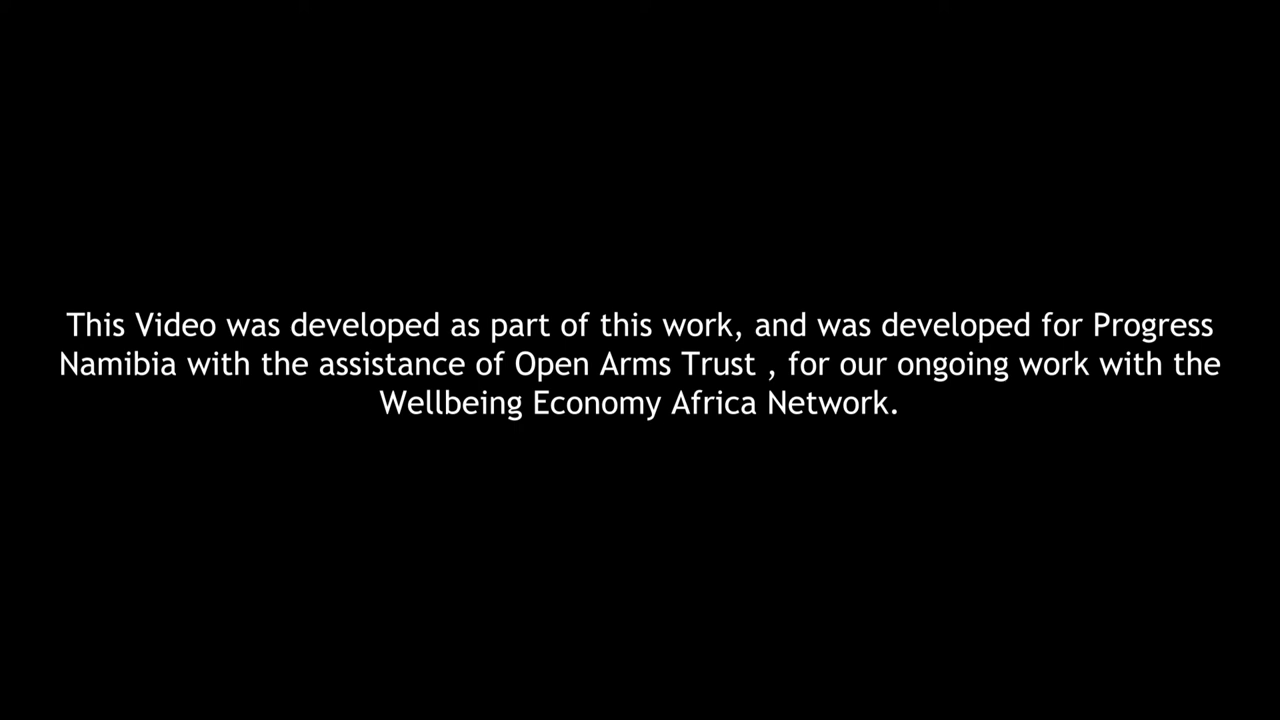 This Video was developed as part of this work, and was developed for Progress
Namibia with the assistance of Open Arms Trust , for our ongoing work with the
Wellbeing Economy Africa Network.